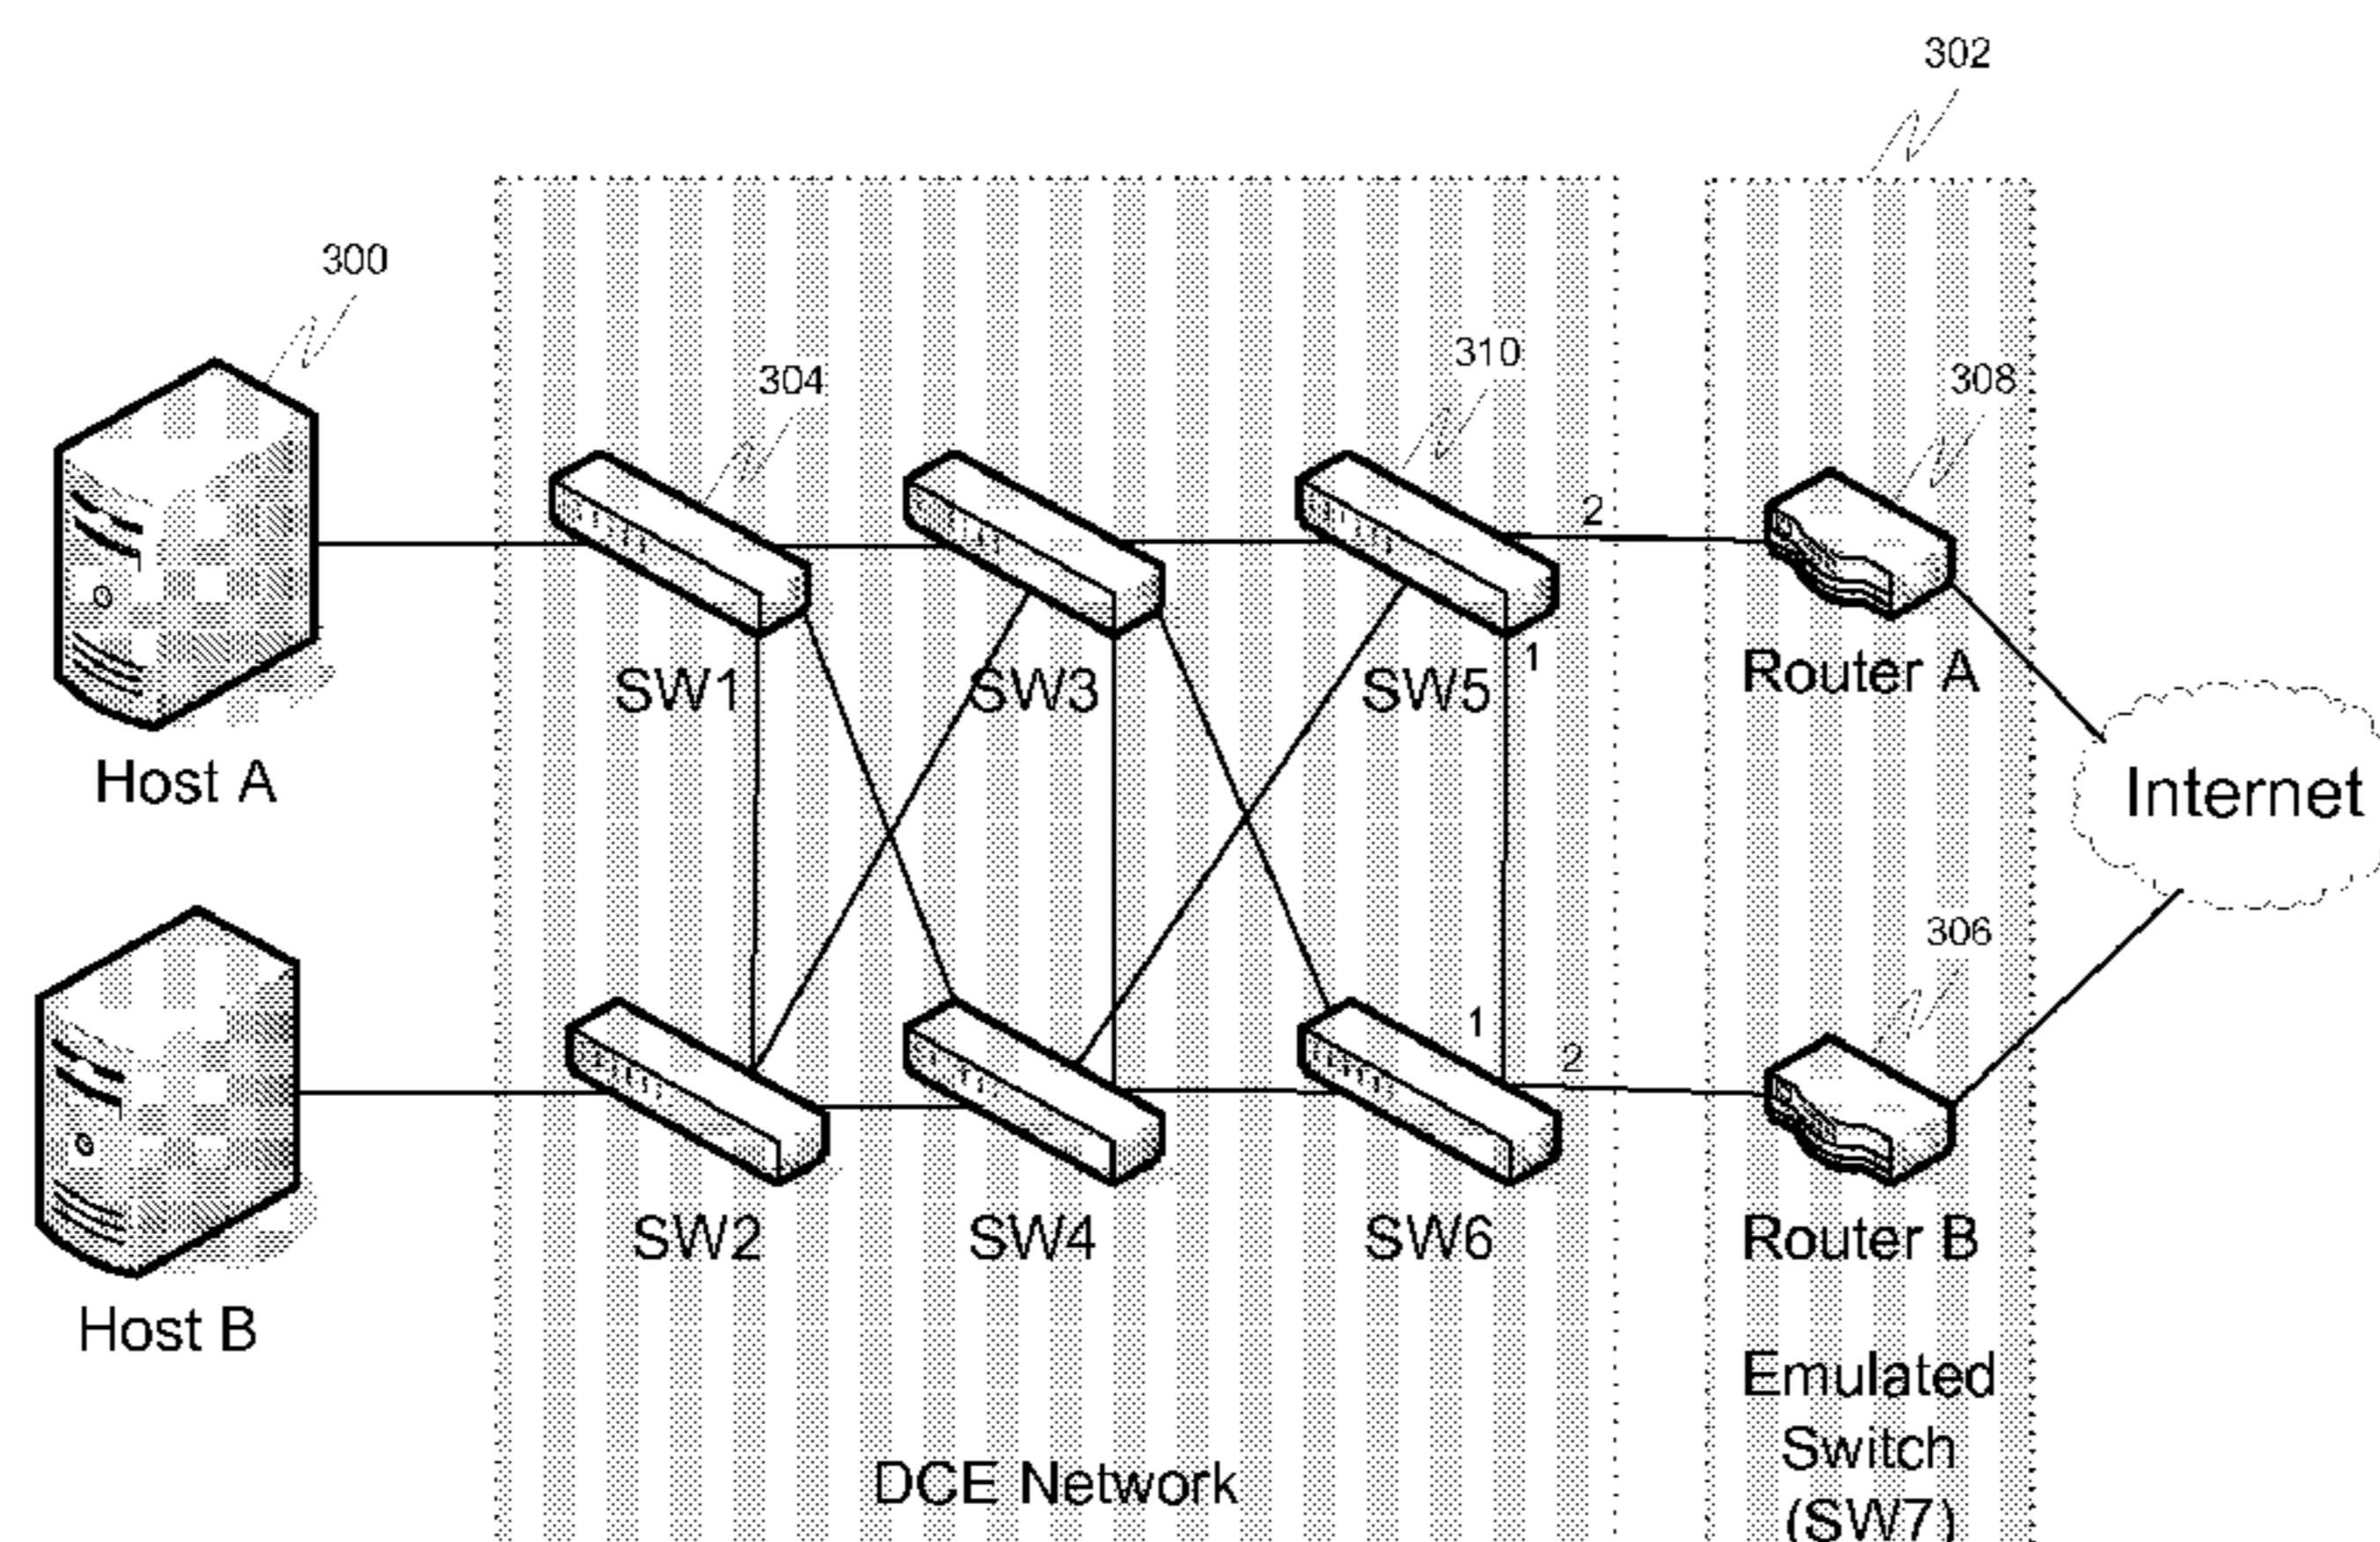 302
300
304
310
308
2
SW1
SW3
SW5
1
Router A
Host A
Internet
306
1
2
SW2
SW4
SW6
Router B
Host B
Emulated
Switch
(SW7)
DCE Network